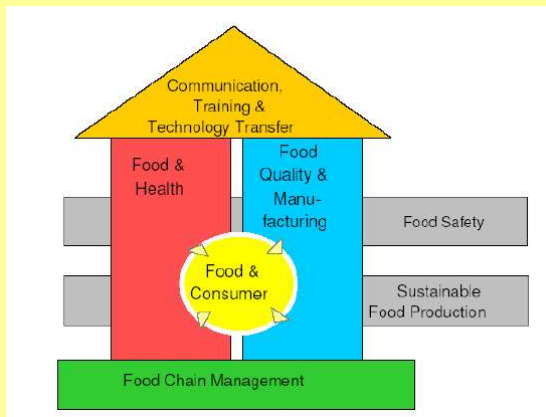 Communication,
Training &
Technology Transfer
Food &
Health
Food
Quality &
Manu-
facturing
Food Safety
Food &
Consumer
Sustainable
Food Production
Food Chain Management